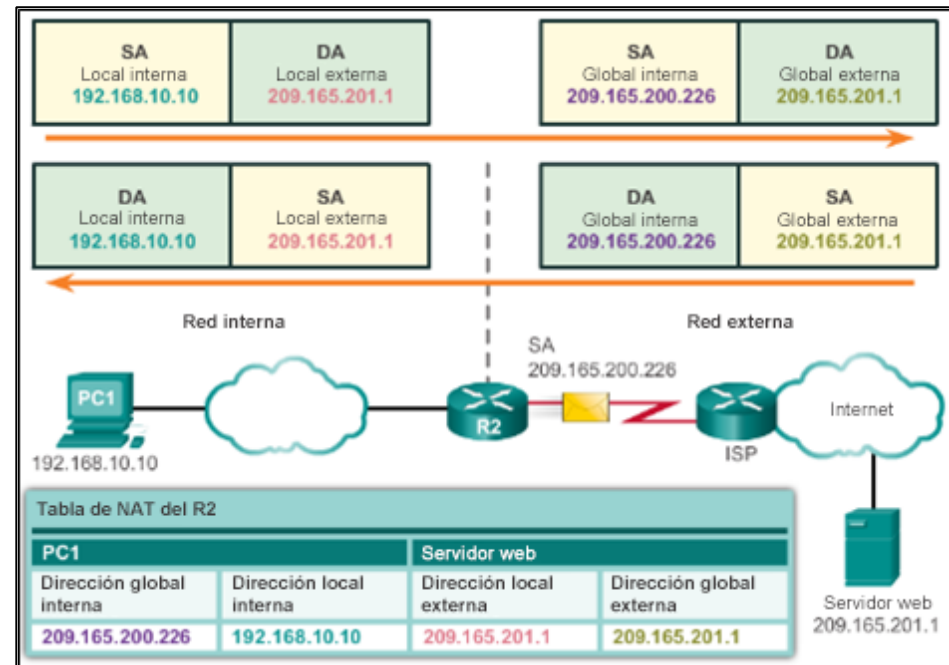 SA
Local interna
192.168.10.10
DA
Local externa
209.165.201.1
SA
Global interna
209.165.200.226
DA
Global externa
209.165.201.1
DA
Local interna
192.168.10.10
SA
Local externa
209.165.201.1
DA
Global interna
209.165.200.226
SA
Global externa
209.165.201.1
Red interna
Red externa
SA
209.165.200.226
PC1
192.168.10.10
R2
ISP
Internet
Servidor web
209.165.201.1
Tabla de NAT del R2
PC1
Servidor web
Dirección global
interna
Dirección local
interna
Dirección local
externa
Dirección global
externa
209.165.200.226
192.168.10.10
209.165.201.1
209.165.201.1